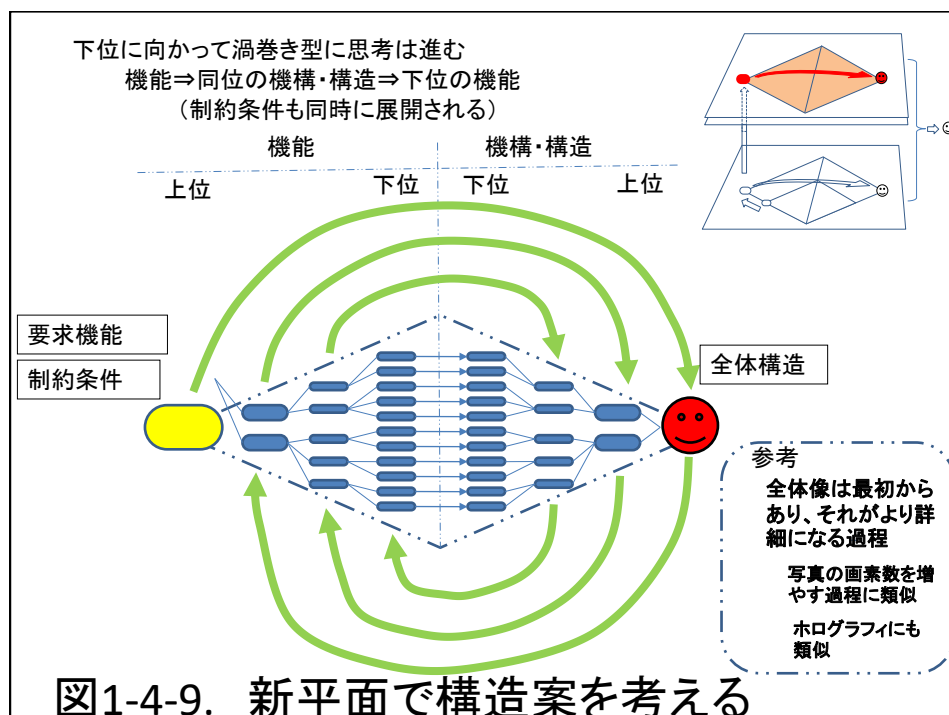 下位に向かって渦巻き型に思考は進む
機能⇒同位の機構・構造⇒下位の機能
（制約条件も同時に展開される）
機能
機構・構造
上位
下位
下位
上位
要求機能
制約条件
全体構造
参考
全体像は最初から
あり、それがより詳
細になる過程
写真の画素数を増
やす過程に類似
ホログラフィにも
類似
図1-4-9. 新平面で構造案を考える